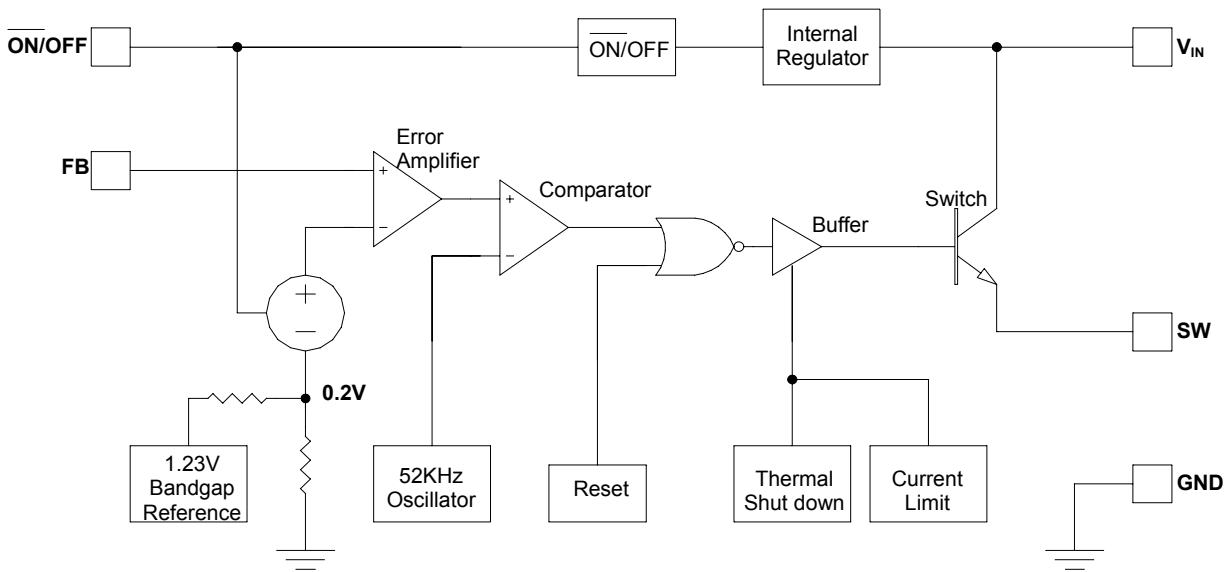 ON/OFF
ON/OFF
Internal
Regulator
VIN
Error
Amplifier
FB
+
−
Comparator
+
−
Buffer
Switch
+
−
SW
0.2V
1.23V
Bandgap
Reference
52KHz
Oscillator
Reset
Thermal
Shut down
Current
Limit
GND